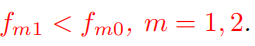 f_{m1} < f_{m0}, m = 1, 2.